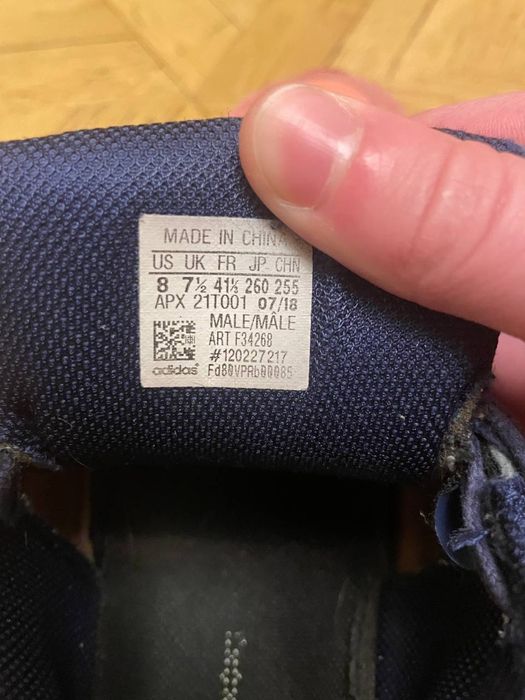 MADE IN CHINA
US UK FR JP CHN
8 7½ 41⅓ 260 255
APX 21T001 07/18
MALE/MÂLE
ART F34268
#120227217
adidas